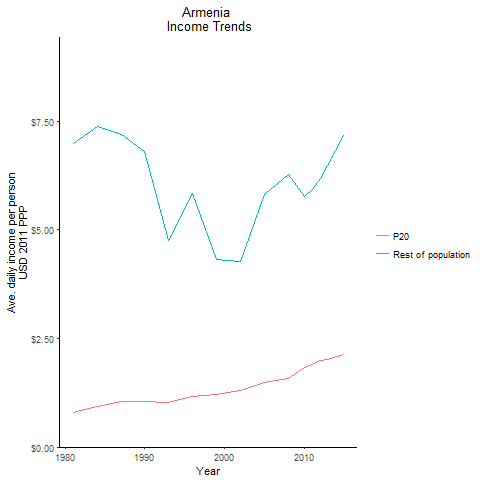 Armenia
Income Trends
Ave. daily income per person
USD 2011 PPP
$7.50
$5.00
$2.50
$0.00
1980
1990
2000
2010
Year
P20
Rest of population